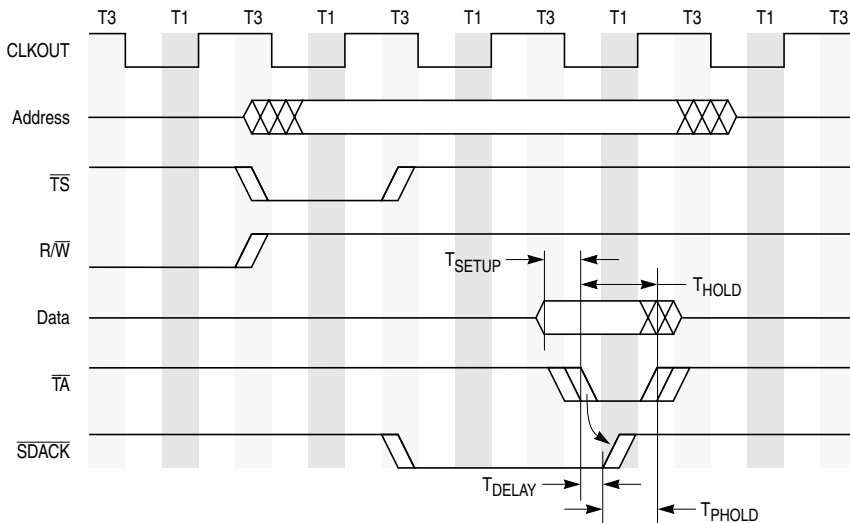 T3 T1 T3 T1 T3 T1 T3 T1 T3 T1 T3
CLKOUT
Address
TS
R/W
TSETUP
THOLD
Data
TA
SDACK
TDELAY
TPHOLD